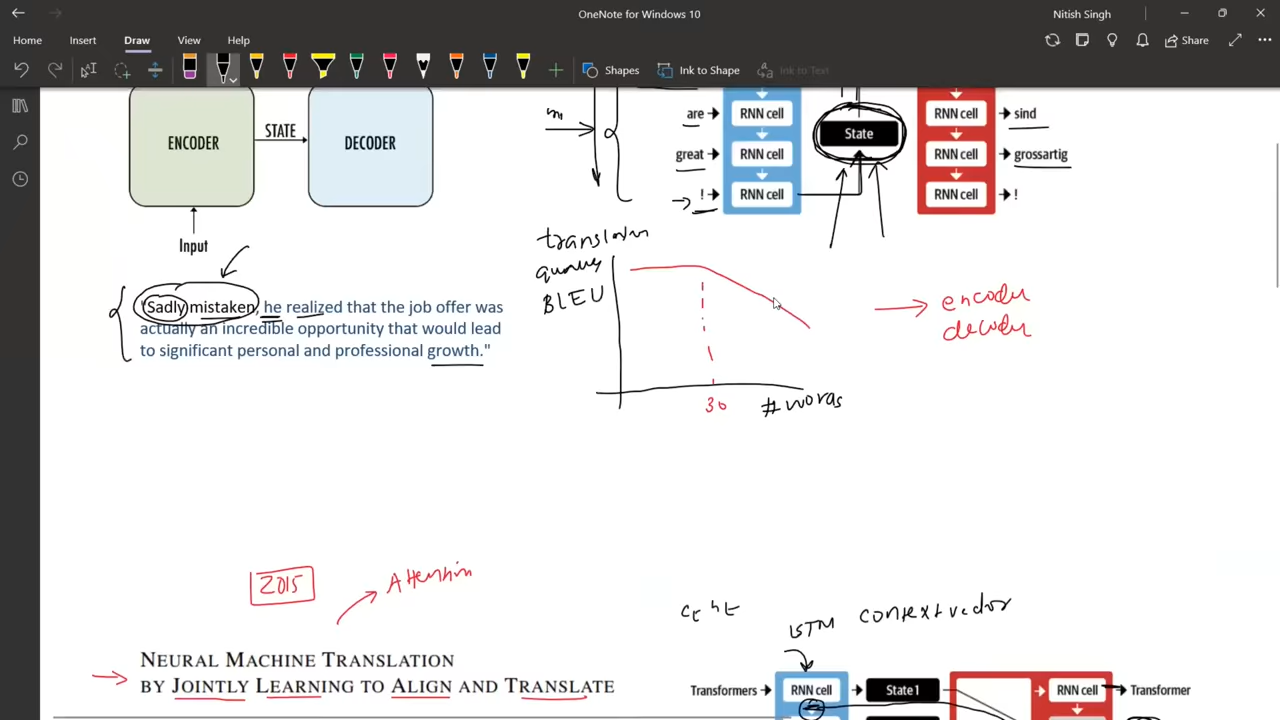 OneNote for Windows 10
Nitish Singh
Home Insert Draw View Help
Share
Shapes
Ink to Shape
Ink to Text
ENCODER
STATE
DECODER
Input
"Sadly mistaken, he realized that the job offer was
actually an incredible opportunity that would lead
to significant personal and professional growth."
are RNN cell
great RNN cell
! RNN cell
State
RNN cell sind
RNN cell grossartig
RNN cell !
BLEU
30
# words
encoder
decoder
2015
Attention
NEURAL MACHINE TRANSLATION
BY JOINTLY LEARNING TO ALIGN AND TRANSLATE
LSTM
context vector
Transformers RNN cell State 1 RNN cell Transformer